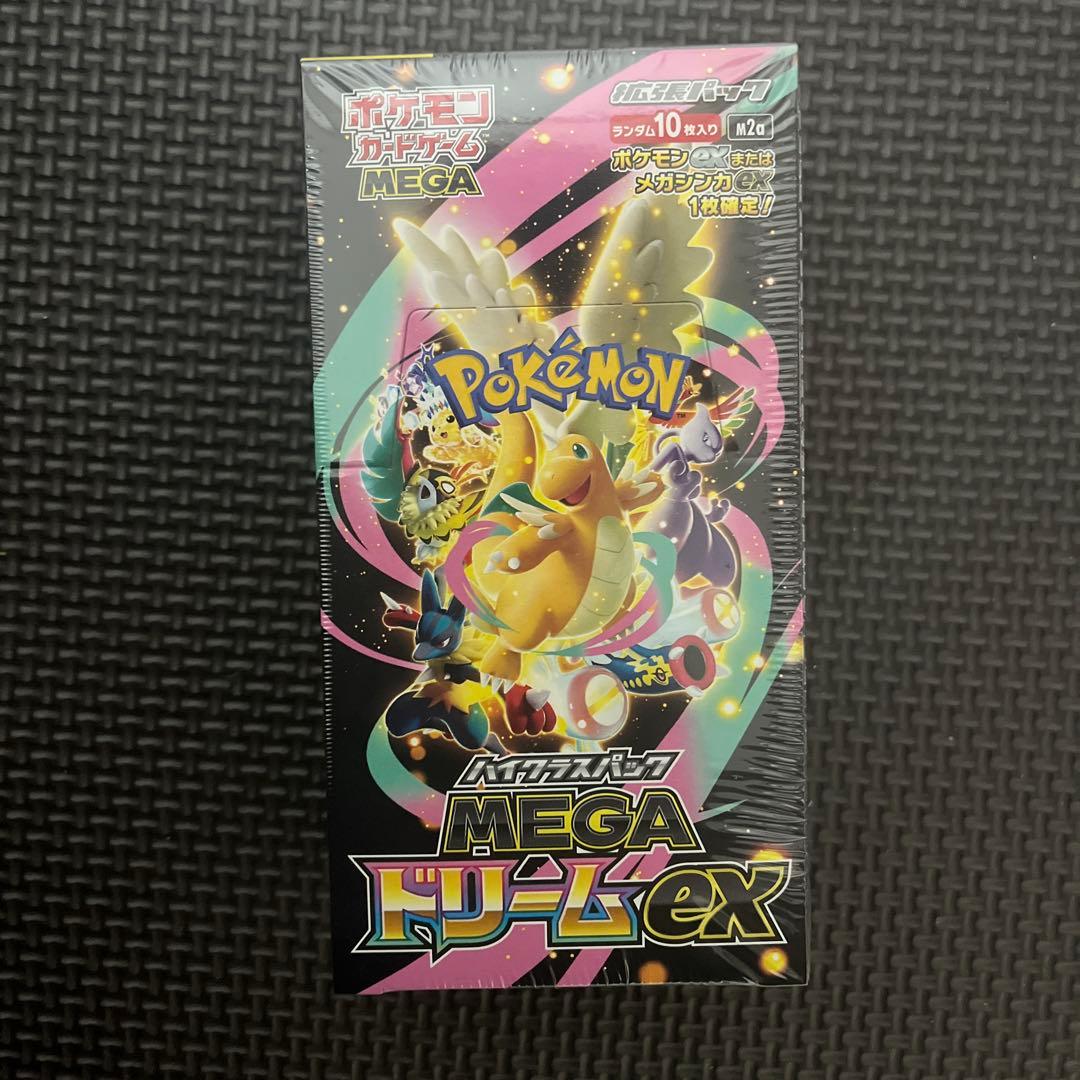 ポケモン
カードゲーム
MEGA
拡張パック
ランダム10枚入り M2a
ポケモンexまたは
メガシンカex
1枚確定!
POKéMON
TM
ハイクラスパック
MEGA
ドリームex